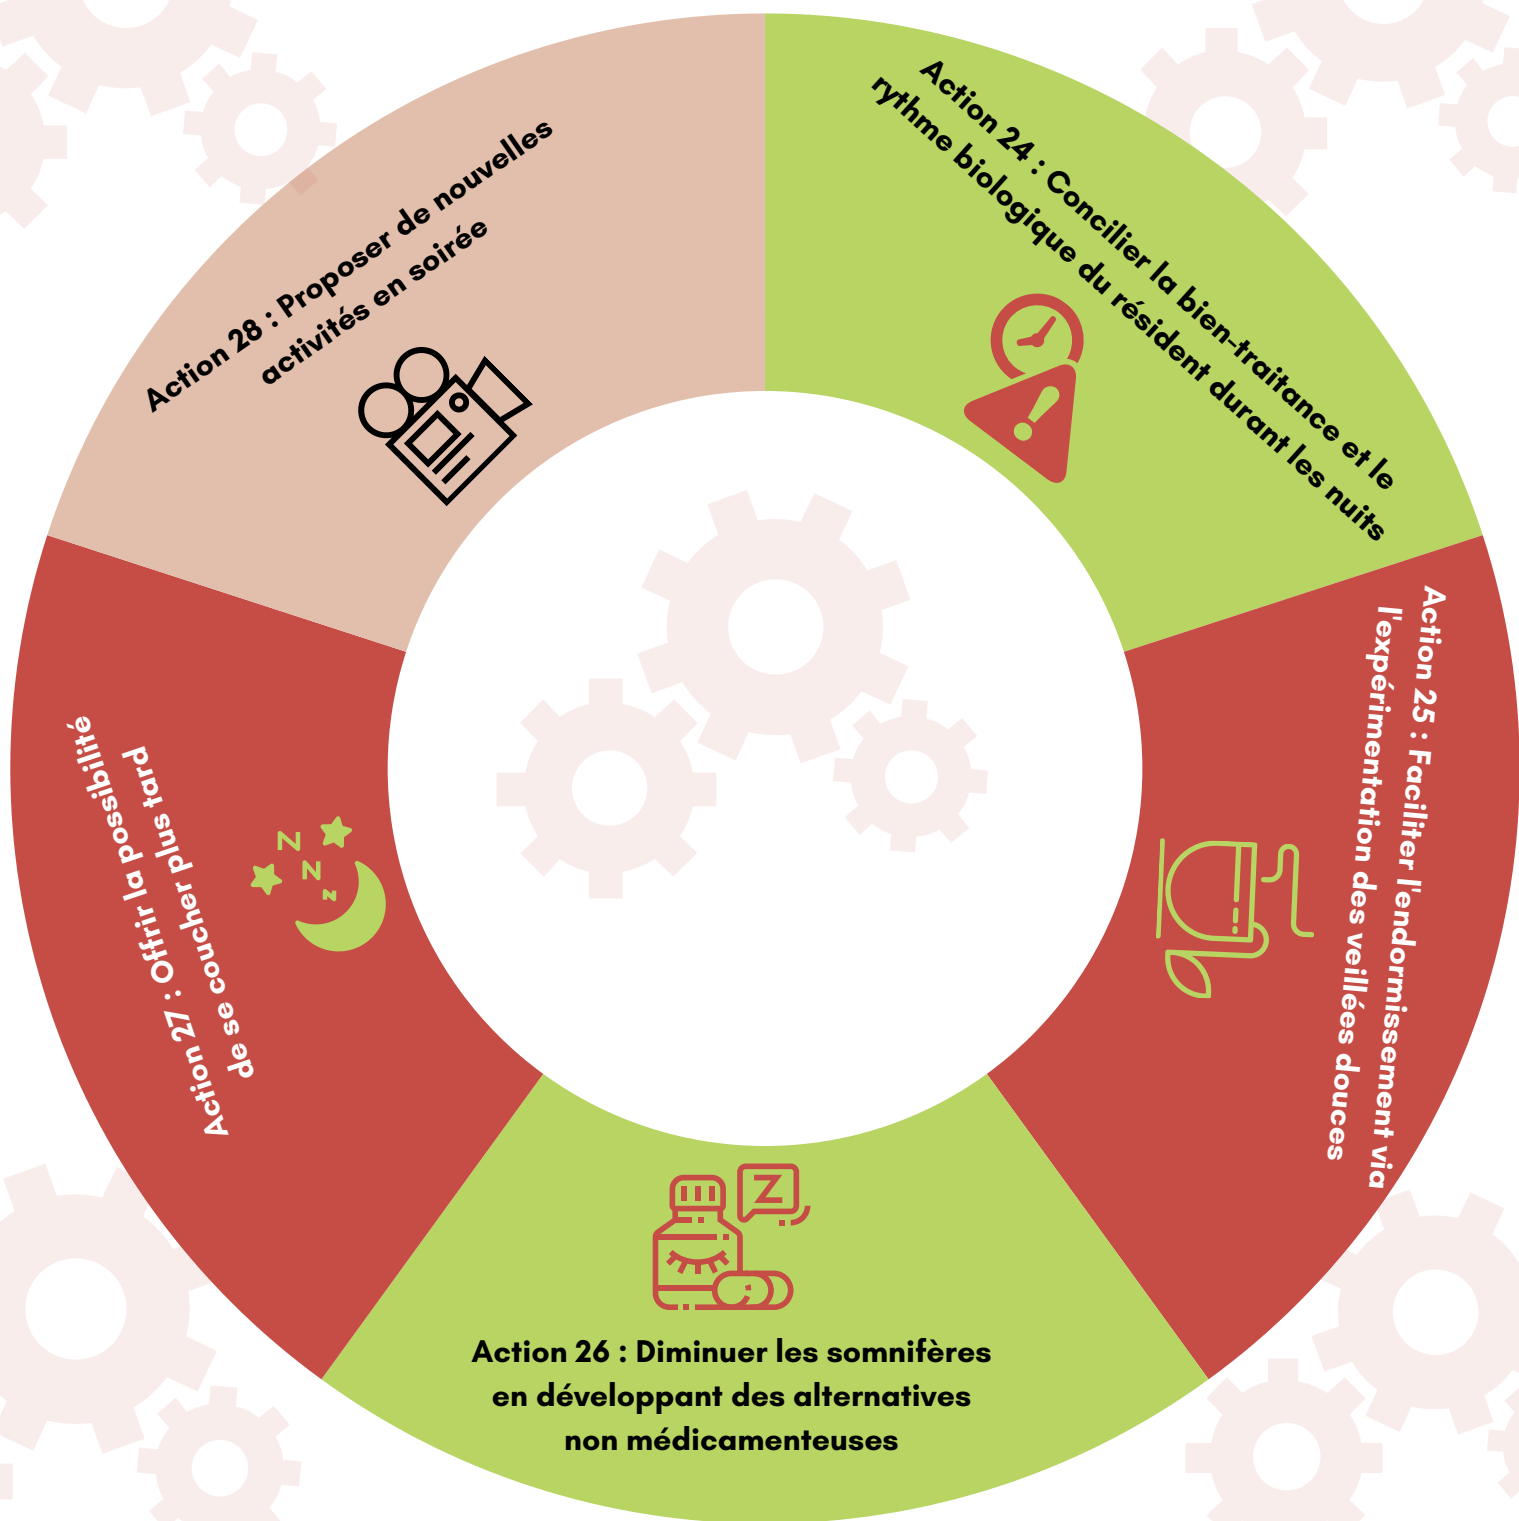 Action 24 : Concilier la bien-traitance et le
rythme biologique du résident durant les nuits
Action 25 : Faciliter l'endormissement via
l'expérimentation des veillées douces
Z
Action 26 : Diminuer les somnifères
en développant des alternatives
non médicamenteuses
Action 27 : Offrir la possibilité
de se coucher plus tard
Z
Z
z
Action 28 : Proposer de nouvelles
activités en soirée